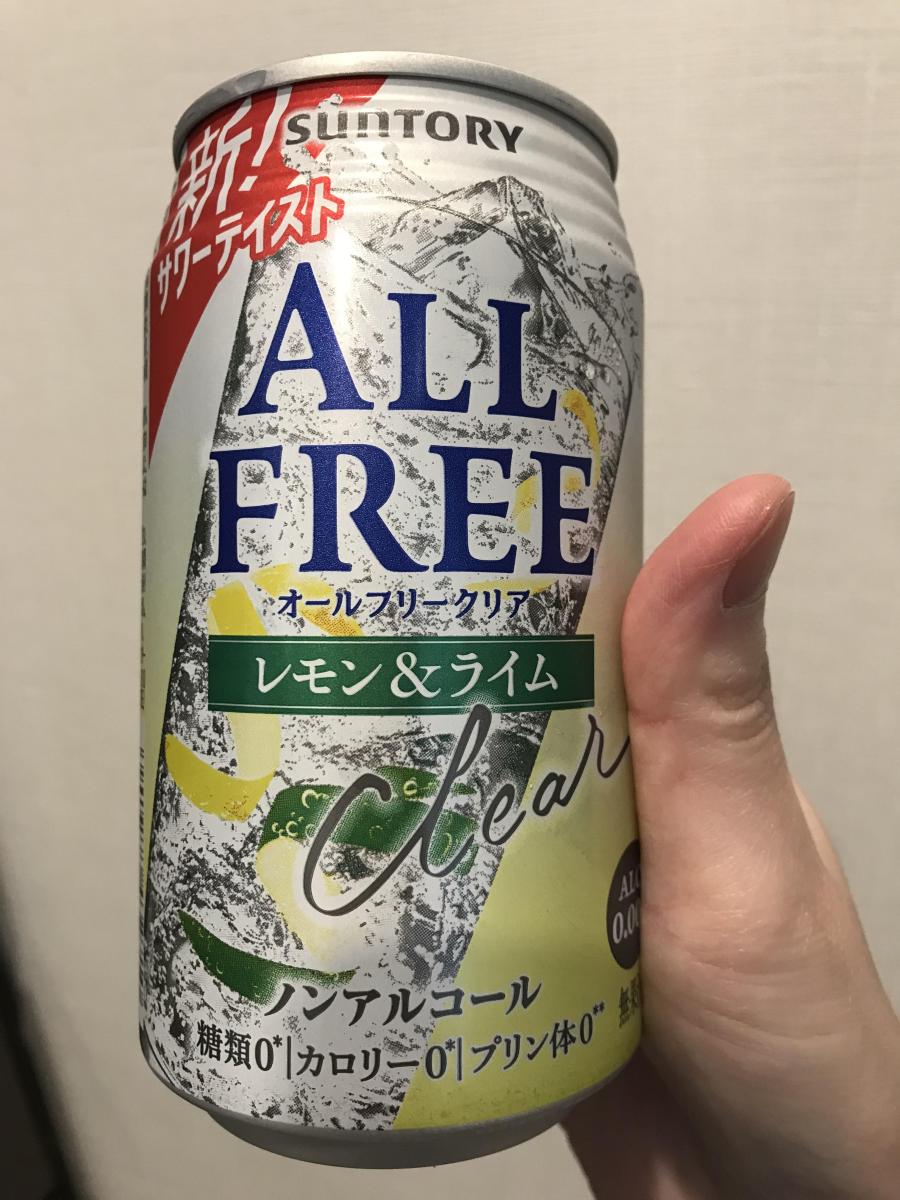 SUNTORY
新!
サワーテイスト
ALL
FREE
オールフリークリア
レモン&ライム
Clear
ノンアルコール
糖類0*|カロリー0*|プリン体0**